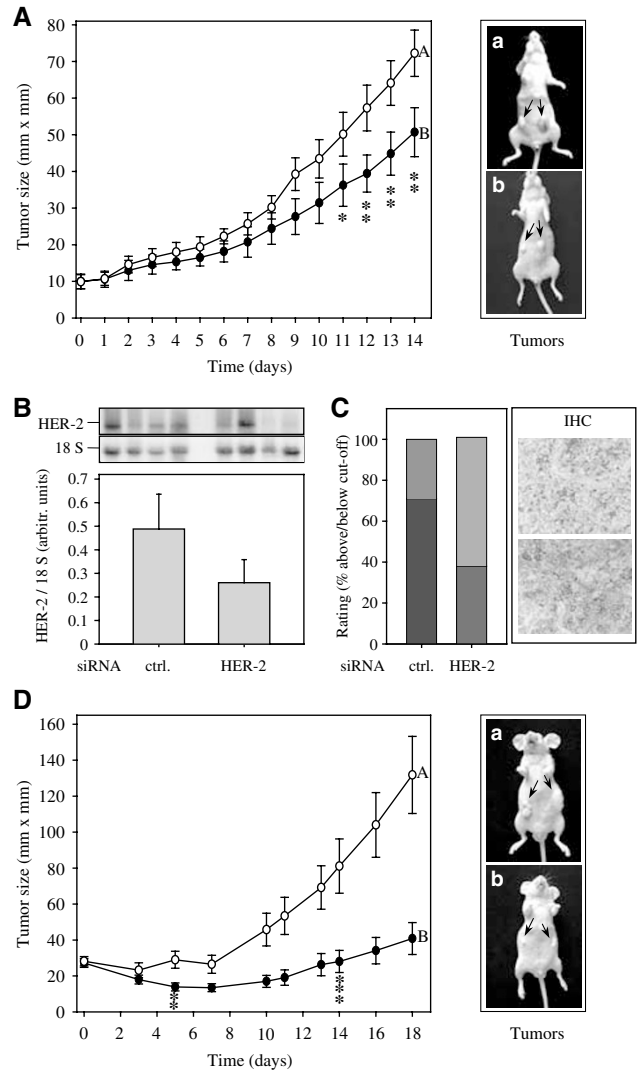 A
Tumor size (mm x mm)
80
70
60
50
40
30
20
10
0
A
B
* ** ** **
0 1 2 3 4 5 6 7 8 9 10 11 12 13 14
Time (days)
a
b
Tumors
B
HER-2
18 S
HER-2 / 18 S (arbitr. units)
0.7
0.6
0.5
0.4
0.3
0.2
0.1
0
siRNA ctrl. HER-2
C
Rating (% above/below cut-off)
100
80
60
40
20
0
siRNA ctrl. HER-2
IHC
D
Tumor size (mm x mm)
160
140
120
100
80
60
40
20
0
A
B
** ***
0 2 4 6 8 10 12 14 16 18
Time (days)
a
b
Tumors